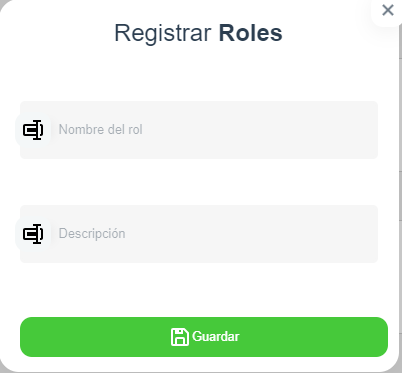 Registrar Roles
Nombre del rol
Descripción
Guardar